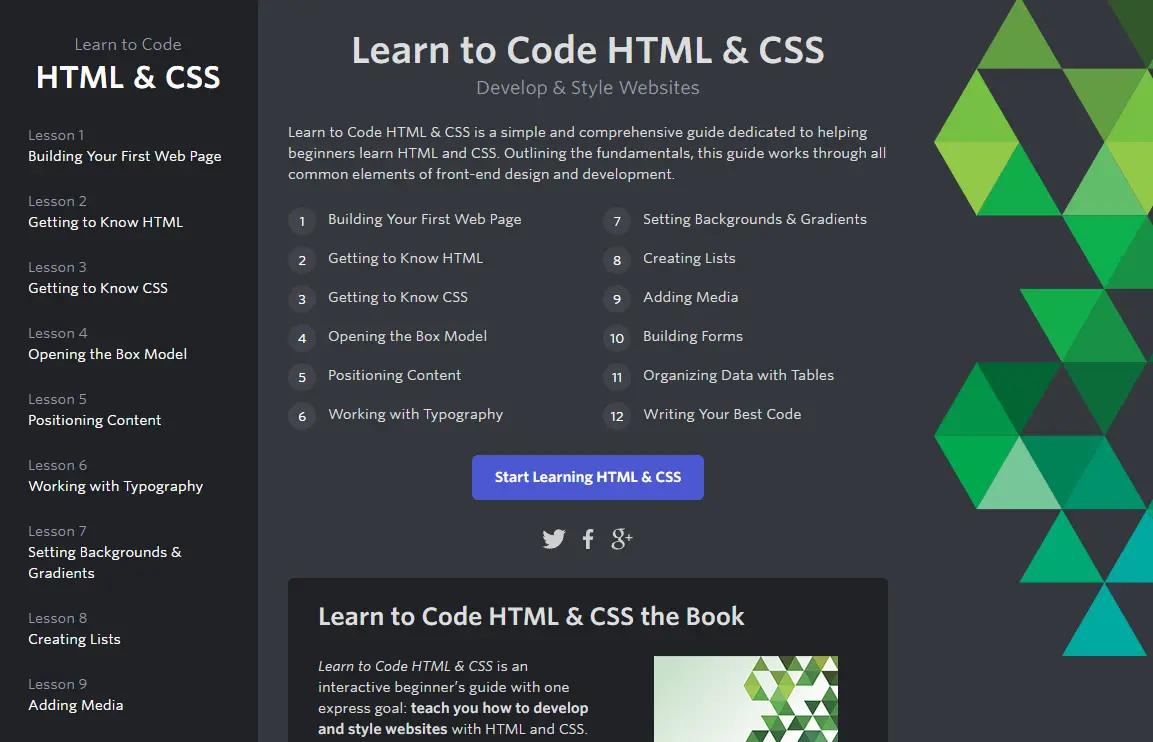 Learn to Code
HTML & CSS
Lesson 1
Building Your First Web Page
Lesson 2
Getting to Know HTML
Lesson 3
Getting to Know CSS
Lesson 4
Opening the Box Model
Lesson 5
Positioning Content
Lesson 6
Working with Typography
Lesson 7
Setting Backgrounds &
Gradients
Lesson 8
Creating Lists
Lesson 9
Adding Media
Learn to Code HTML & CSS
Develop & Style Websites
Learn to Code HTML & CSS is a simple and comprehensive guide dedicated to helping
beginners learn HTML and CSS. Outlining the fundamentals, this guide works through all
common elements of front-end design and development.
1 Building Your First Web Page
2 Getting to Know HTML
3 Getting to Know CSS
4 Opening the Box Model
5 Positioning Content
6 Working with Typography
7 Setting Backgrounds & Gradients
8 Creating Lists
9 Adding Media
10 Building Forms
11 Organizing Data with Tables
12 Writing Your Best Code
Start Learning HTML & CSS
Learn to Code HTML & CSS the Book
Learn to Code HTML & CSS is an
interactive beginner's guide with one
express goal: teach you how to develop
and style websites with HTML and CSS.